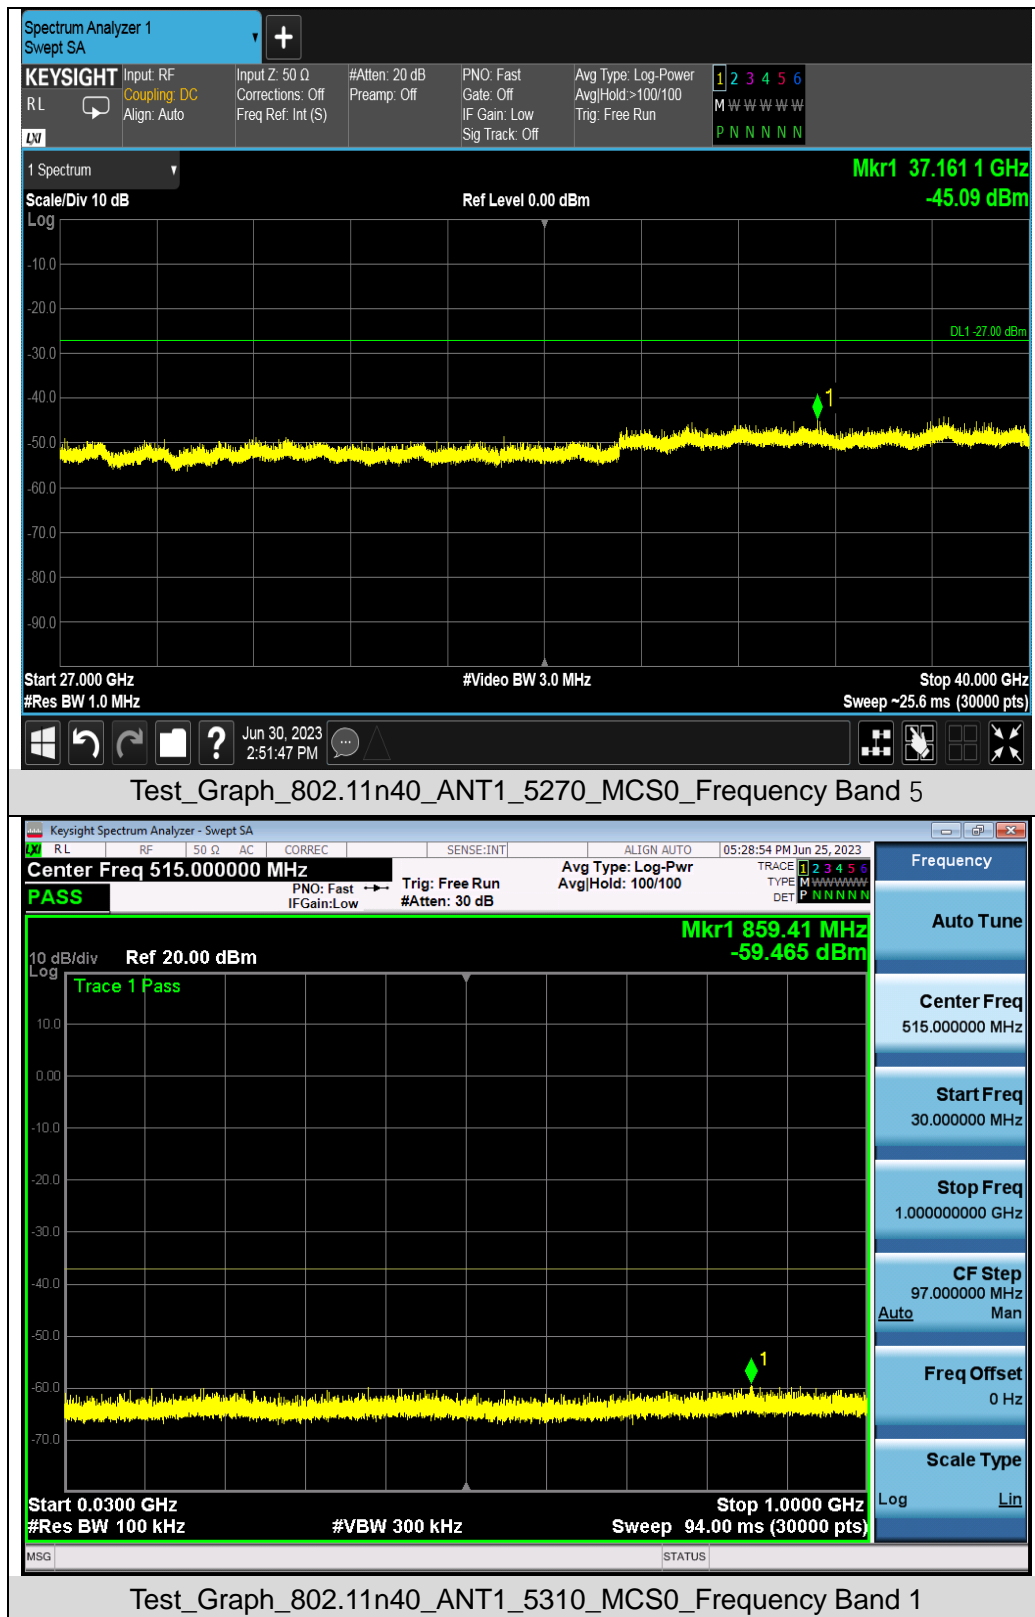 Spectrum Analyzer 1
Swept SA
KEYSIGHT
Input: RF
Input Z: 50 Ω
#Atten: 20 dB
PNO: Fast
Avg Type: Log-Power
1 2 3 4 5 6
RL
Coupling: DC
Corrections: Off
Preamp: Off
Gate: Off
Avg|Hold:>100/100
M W W W W W
Align: Auto
Freq Ref: Int (S)
IF Gain: Low
Trig: Free Run
LXI
Sig Track: Off
P N N N N N
1 Spectrum
Mkr1 37.161 1 GHz
Scale/Div 10 dB
Ref Level 0.00 dBm
-45.09 dBm
Log
-10.0
-20.0
DL1 -27.00 dBm
-30.0
-40.0
1
-50.0
-60.0
-70.0
-80.0
-90.0
Start 27.000 GHz
#Video BW 3.0 MHz
Stop 40.000 GHz
#Res BW 1.0 MHz
Sweep ~25.6 ms (30000 pts)
?
Jun 30, 2023
2:51:47 PM
Test_Graph_802.11n40_ANT1_5270_MCS0_Frequency Band 5
Keysight Spectrum Analyzer - Swept SA
LXI RL RF 50 Ω AC CORREC SENSE:INT ALIGN AUTO 05:28:54 PM Jun 25, 2023
Center Freq 515.000000 MHz
Avg Type: Log-Pwr
TRACE 1 2 3 4 5 6
PASS
PNO: Fast
Trig: Free Run
Avg|Hold: 100/100
TYPE M W W W W W
IFGain:Low
#Atten: 30 dB
DET P N N N N N
Mkr1 859.41 MHz
10 dB/div
Ref 20.00 dBm
-59.465 dBm
Log
Trace 1 Pass
10.0
0.00
-10.0
-20.0
-30.0
-40.0
-50.0
1
-60.0
-70.0
Start 0.0300 GHz
Stop 1.0000 GHz
#Res BW 100 kHz
#VBW 300 kHz
Sweep 94.00 ms (30000 pts)
MSG
STATUS
Frequency
Auto Tune
Center Freq
515.000000 MHz
Start Freq
30.000000 MHz
Stop Freq
1.000000000 GHz
CF Step
97.000000 MHz
Auto Man
Freq Offset
0 Hz
Scale Type
Log Lin
Test_Graph_802.11n40_ANT1_5310_MCS0_Frequency Band 1